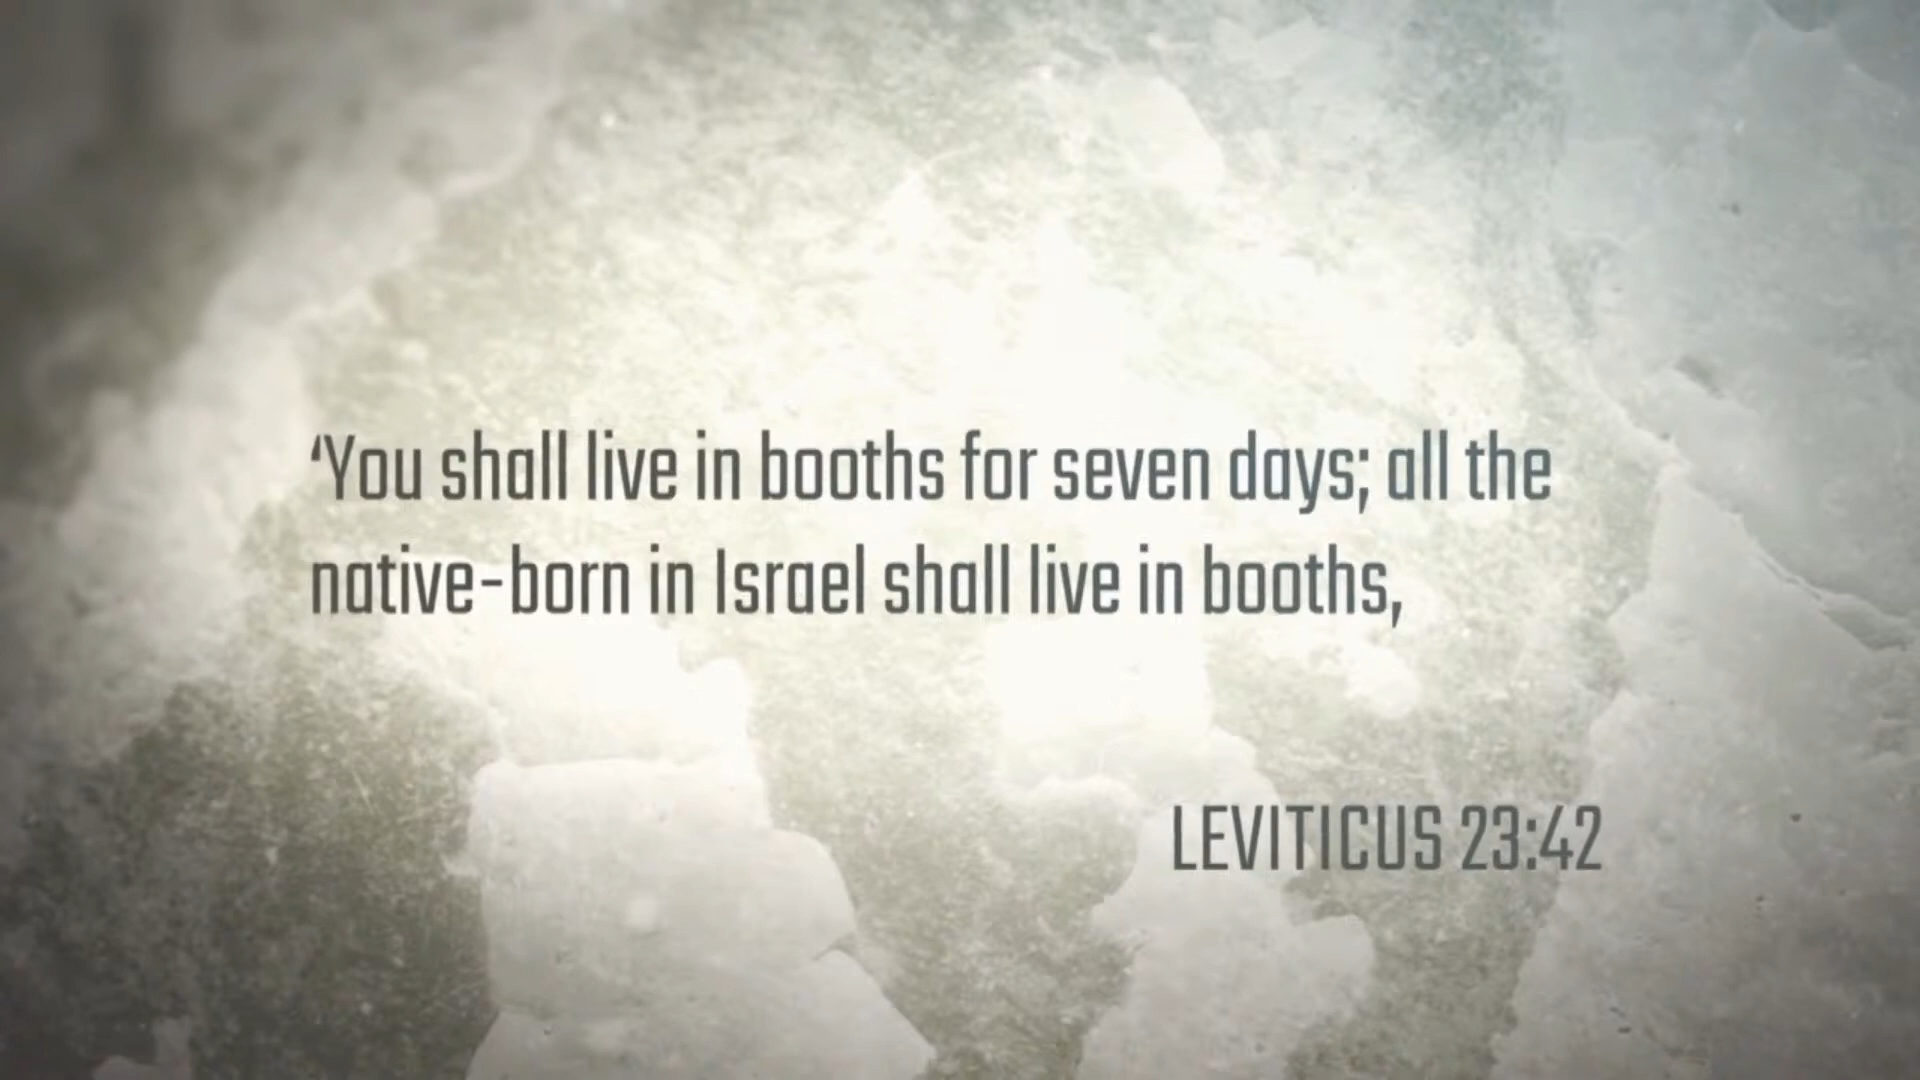 ‘You shall live in booths for seven days; all the
native-born in Israel shall live in booths,
LEVITICUS 23:42